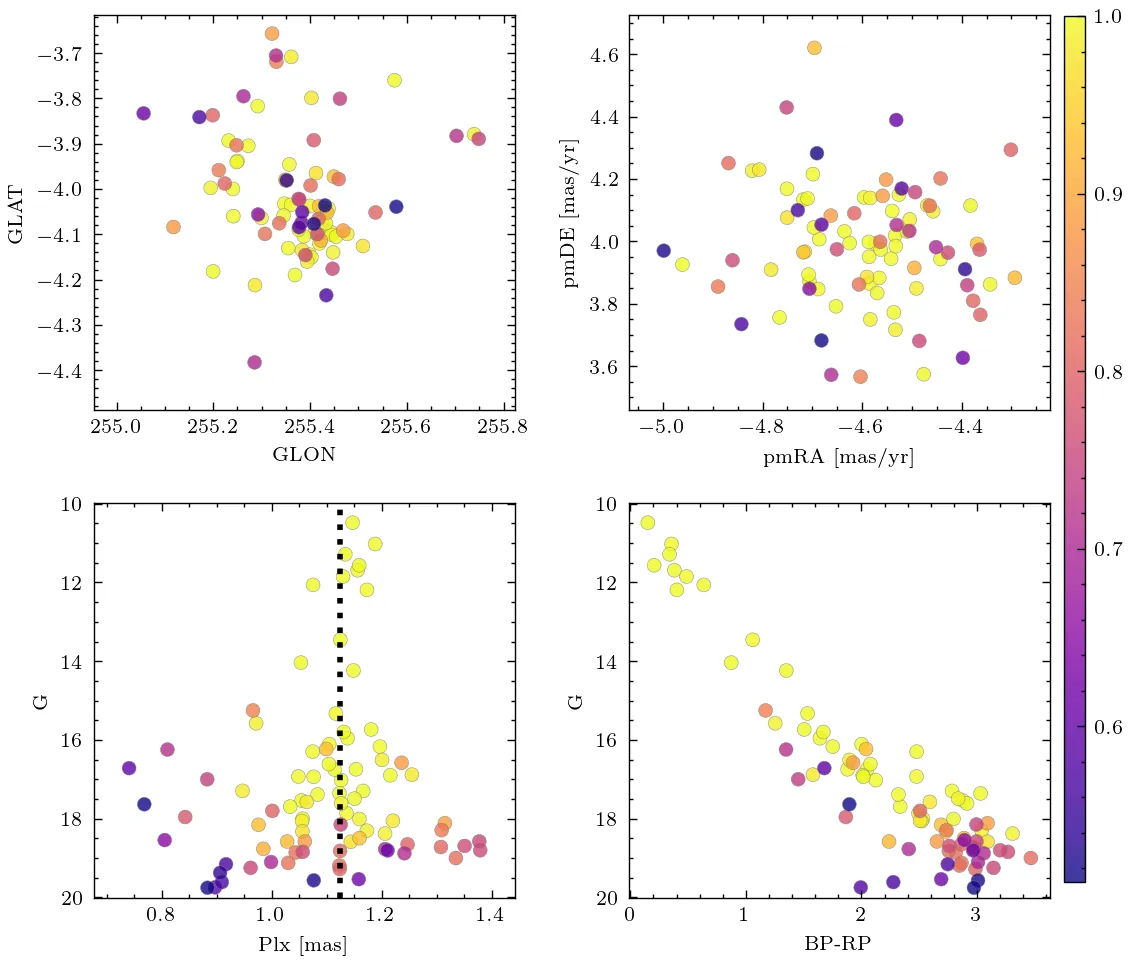 −3.7
−3.8
−3.9
−4.0
−4.1
−4.2
−4.3
−4.4
GLAT
255.0 255.2 255.4 255.6 255.8
GLON
4.6
4.4
4.2
4.0
3.8
3.6
pmDE [mas/yr]
−5.0 −4.8 −4.6 −4.4
pmRA [mas/yr]
1.0
0.9
0.8
0.7
0.6
10
12
14
16
18
20
G
0.8 1.0 1.2 1.4
Plx [mas]
10
12
14
16
18
20
G
0 1 2 3
BP-RP